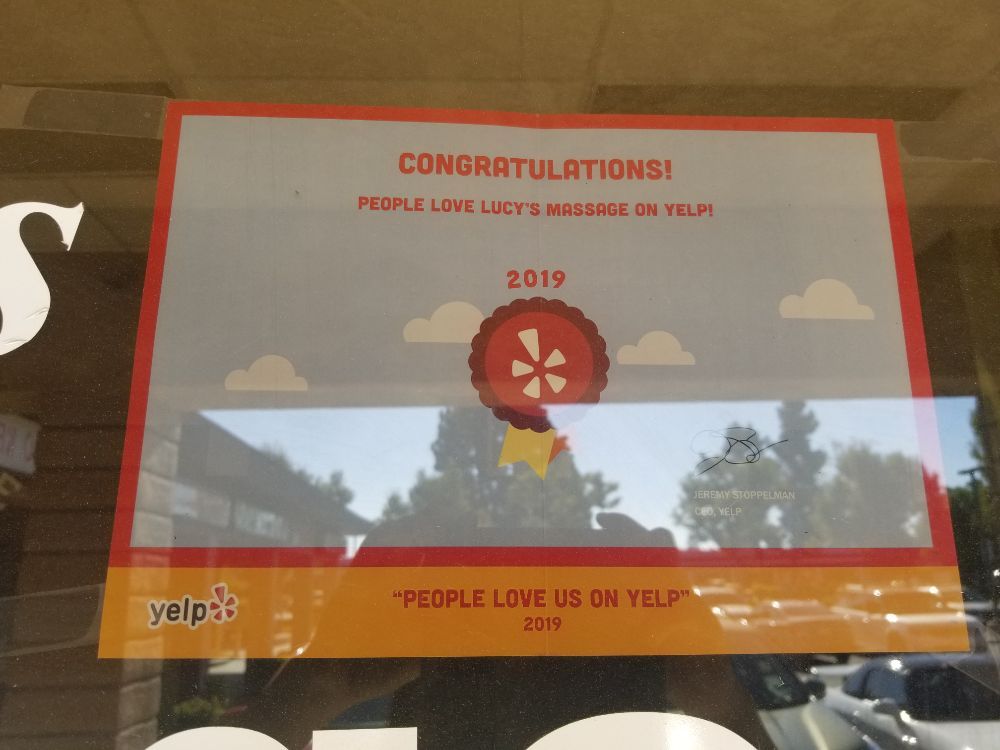 CONGRATULATIONS!
PEOPLE LOVE LUCY'S MASSAGE ON YELP!
2019
JEREMY STOPPELMAN
CEO, YELP
yelp
"PEOPLE LOVE US ON YELP"
2019
S